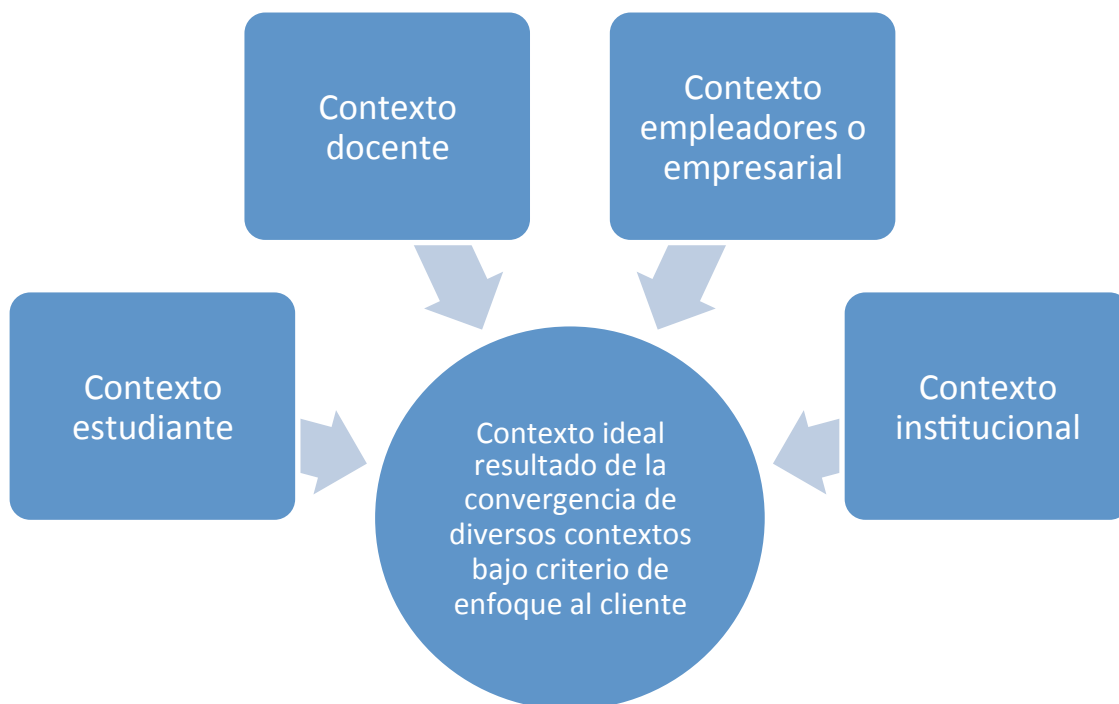 Contexto
docente
Contexto
empleadores o
empresarial
Contexto
estudiante
Contexto
institucional
Contexto ideal
resultado de la
convergencia de
diversos contextos
bajo criterio de
enfoque al cliente